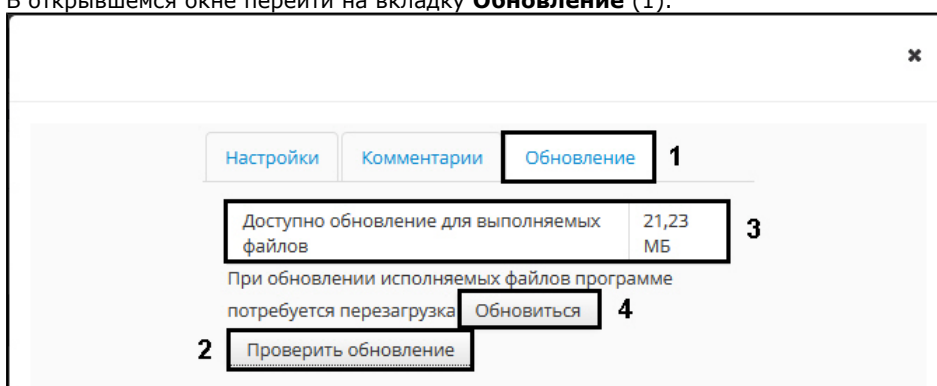 В открывшемся окне перейти на вкладку Обновление (1).
×
Настройки Комментарии Обновление 1
Доступно обновление для выполняемых 21,23
файлов МБ 3
При обновлении исполняемых файлов программе
потребуется перезагрузка Обновиться 4
2 Проверить обновление